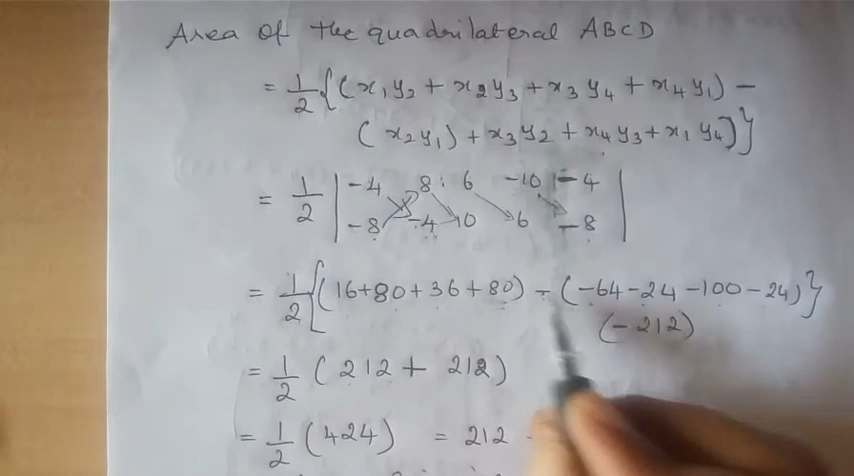 Area of the quadrilateral ABCD
= 1/2 {(x₁y₂ + x₂y₃ + x₃y₄ + x₄y₁) −
(x₂y₁) + x₃y₂ + x₄y₃ + x₁y₄)}
= 1/2 | −4 8 6 −10 −4
−8 −4 10 6 −8 |
= 1/2 {(16+80+36+80) − (−64−24−100−24)}
(−212)
= 1/2 (212 + 212)
= 1/2 (424) = 212